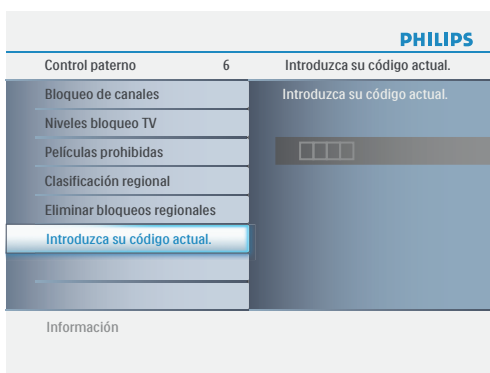 PHILIPS
Control paterno 6 Introduzca su código actual.
Bloqueo de canales Introduzca su código actual.
Niveles bloqueo TV
Películas prohibidas
Clasificación regional
Eliminar bloqueos regionales
Introduzca su código actual.
Información